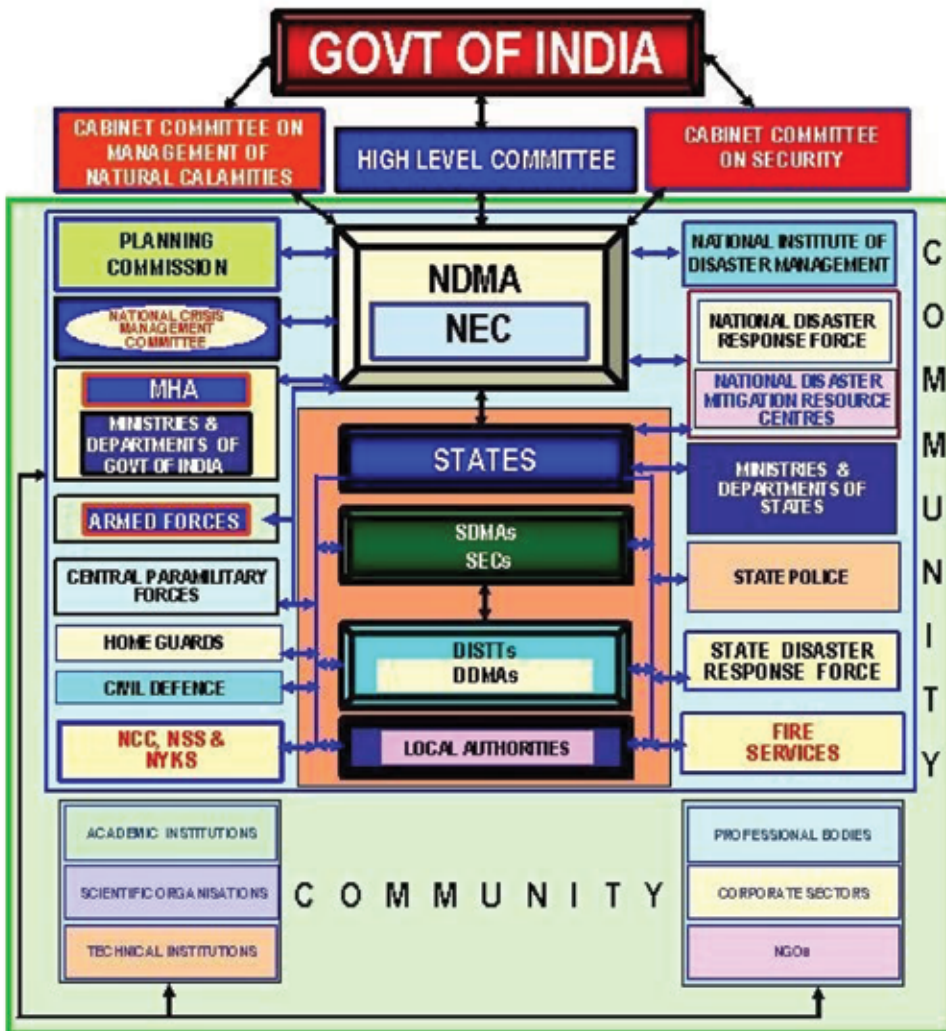 GOVT OF INDIA
CABINET COMMITTEE ON
MANAGEMENT OF
NATURAL CALAMITIES
HIGH LEVEL COMMITTEE
CABINET COMMITTEE
ON SECURITY
PLANNING
COMMISSION
NATIONAL CRISIS
MANAGEMENT
COMMITTEE
MHA
MINISTRIES &
DEPARTMENTS OF
GOVT OF INDIA
ARMED FORCES
CENTRAL PARAMILITARY
FORCES
HOME GUARDS
CIVIL DEFENCE
NCC, NSS &
NYKS
NDMA
NEC
STATES
SDMAs
SECs
DISTTs
DDMAs
LOCAL AUTHORITIES
NATIONAL INSTITUTE OF
DISASTER MANAGEMENT
NATIONAL DISASTER
RESPONSE FORCE
NATIONAL DISASTER
MITIGATION RESOURCE
CENTRES
MINISTRIES &
DEPARTMENTS OF
STATES
STATE POLICE
STATE DISASTER
RESPONSE FORCE
FIRE
SERVICES
COMMUNITY
ACADEMIC INSTITUTIONS
SCIENTIFIC ORGANISATIONS
TECHNICAL INSTITUTIONS
COMMUNITY
PROFESSIONAL BODIES
CORPORATE SECTORS
NGOs